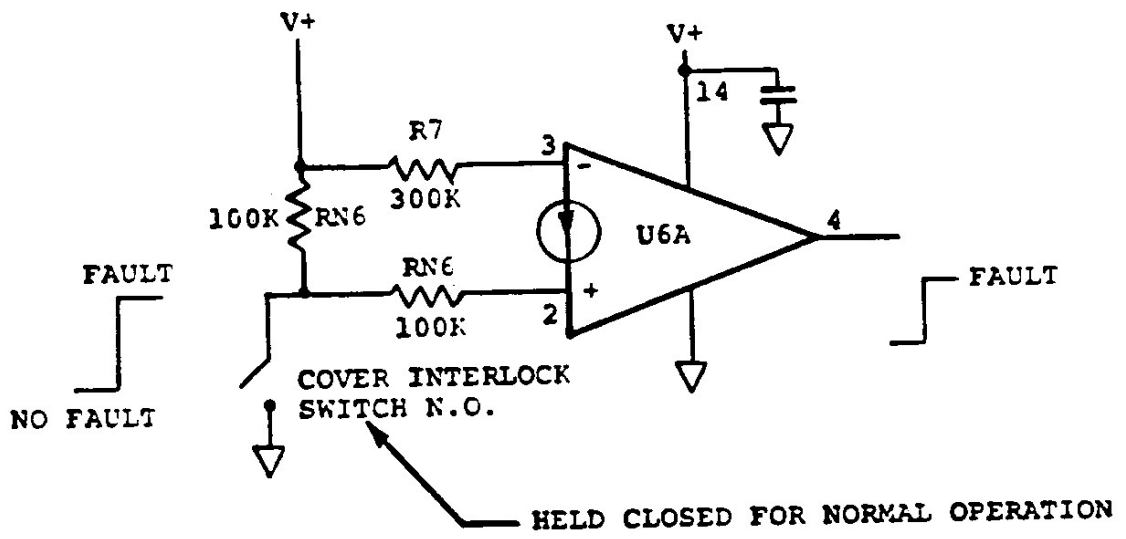 V+
V+
14
R7
300K
3
-
100K
RN6
U6A
4
RN6
100K
+
2
FAULT
NO FAULT
FAULT
COVER INTERLOCK
SWITCH N.O.
HELD CLOSED FOR NORMAL OPERATION